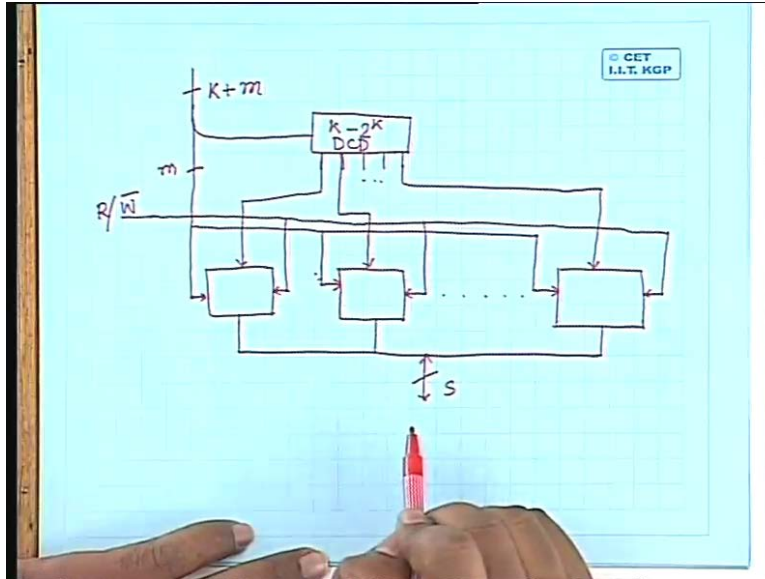 © CET
I.I.T. KGP
K+m
K-2^K
DCD
...
m
R/W̅
. . . . . .
S